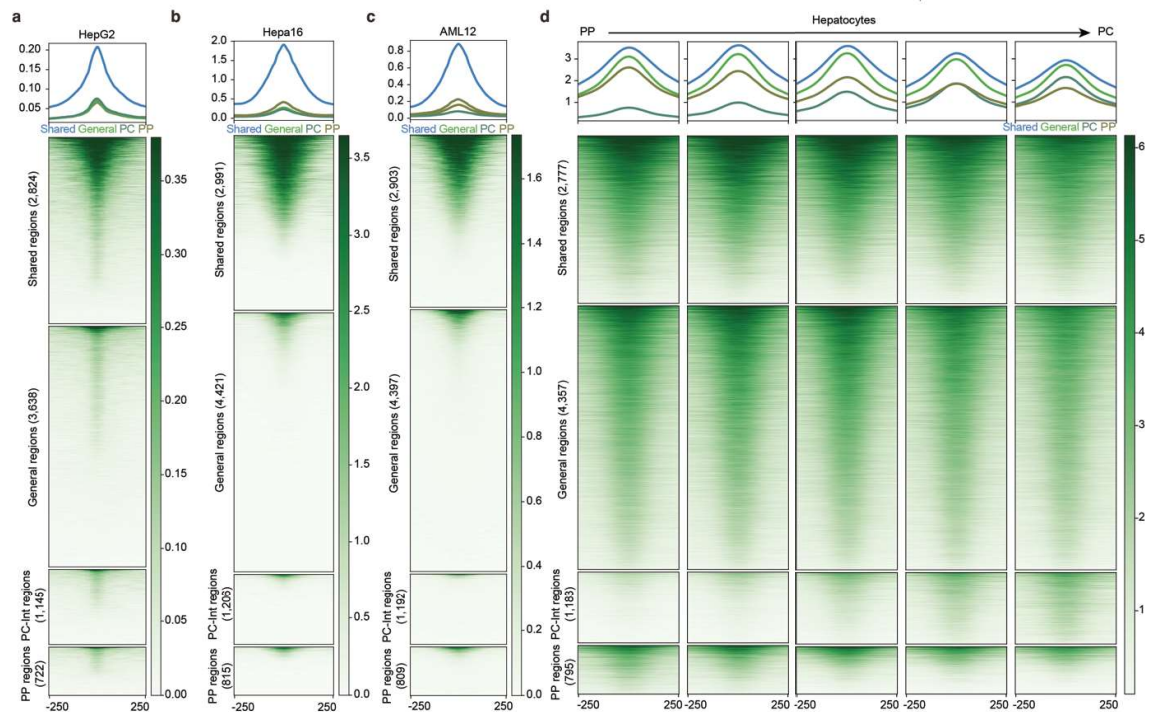 a
HepG2
0.20
0.15
0.10
0.05
Shared General PC PP
Shared regions (2,824)
General regions (3,638)
PC-Int regions
(1,145)
PP regions
(722)
0.35
0.30
0.25
0.20
0.15
0.10
0.05
0.00
-250 250
b
Hepa16
2.0
1.5
1.0
0.5
0.0
Shared General PC PP
Shared regions (2,991)
General regions (4,421)
PC-Int regions
(1,206)
PP regions
(815)
3.5
3.0
2.5
2.0
1.5
1.0
0.5
0.0
-250 250
c
AML12
0.8
0.6
0.4
0.2
0.0
Shared General PC PP
Shared regions (2,903)
General regions (4,397)
PC-Int regions
(1,192)
PP regions
(809)
1.6
1.4
1.2
1.0
0.8
0.6
0.4
0.2
0.0
-250 250
d
Hepatocytes
PP PC
3
2
1
Shared General PC PP
Shared regions (2,777)
General regions (4,357)
PC-Int regions
(1,183)
PP regions
(795)
6
5
4
3
2
1
-250 250 -250 250 -250 250 -250 250 -250 250